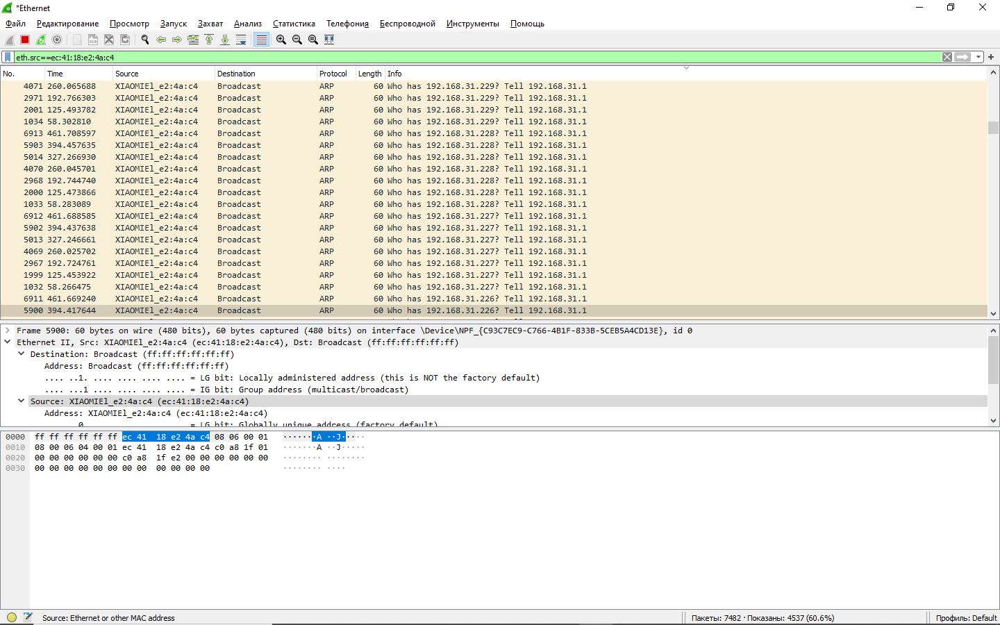 *Ethernet
Файл Редактирование Просмотр Запуск Захват Анализ Статистика Телефония Беспроводной Инструменты Помощь
eth.src==ec:41:18:e2:4a:c4
No. Time Source Destination Protocol Length Info
4071 260.065688 XIAOMIEl_e2:4a:c4 Broadcast ARP 60 Who has 192.168.31.229? Tell 192.168.31.1
2971 192.766303 XIAOMIEl_e2:4a:c4 Broadcast ARP 60 Who has 192.168.31.229? Tell 192.168.31.1
2001 125.493782 XIAOMIEl_e2:4a:c4 Broadcast ARP 60 Who has 192.168.31.229? Tell 192.168.31.1
1034 58.302810 XIAOMIEl_e2:4a:c4 Broadcast ARP 60 Who has 192.168.31.229? Tell 192.168.31.1
6913 461.708597 XIAOMIEl_e2:4a:c4 Broadcast ARP 60 Who has 192.168.31.228? Tell 192.168.31.1
5903 394.457635 XIAOMIEl_e2:4a:c4 Broadcast ARP 60 Who has 192.168.31.228? Tell 192.168.31.1
5014 327.266930 XIAOMIEl_e2:4a:c4 Broadcast ARP 60 Who has 192.168.31.228? Tell 192.168.31.1
4070 260.045701 XIAOMIEl_e2:4a:c4 Broadcast ARP 60 Who has 192.168.31.228? Tell 192.168.31.1
2968 192.744740 XIAOMIEl_e2:4a:c4 Broadcast ARP 60 Who has 192.168.31.228? Tell 192.168.31.1
2000 125.473866 XIAOMIEl_e2:4a:c4 Broadcast ARP 60 Who has 192.168.31.228? Tell 192.168.31.1
1033 58.283089 XIAOMIEl_e2:4a:c4 Broadcast ARP 60 Who has 192.168.31.228? Tell 192.168.31.1
6912 461.688585 XIAOMIEl_e2:4a:c4 Broadcast ARP 60 Who has 192.168.31.227? Tell 192.168.31.1
5902 394.437638 XIAOMIEl_e2:4a:c4 Broadcast ARP 60 Who has 192.168.31.227? Tell 192.168.31.1
5013 327.246661 XIAOMIEl_e2:4a:c4 Broadcast ARP 60 Who has 192.168.31.227? Tell 192.168.31.1
4069 260.025702 XIAOMIEl_e2:4a:c4 Broadcast ARP 60 Who has 192.168.31.227? Tell 192.168.31.1
2967 192.724761 XIAOMIEl_e2:4a:c4 Broadcast ARP 60 Who has 192.168.31.227? Tell 192.168.31.1
1999 125.453922 XIAOMIEl_e2:4a:c4 Broadcast ARP 60 Who has 192.168.31.227? Tell 192.168.31.1
1032 58.266475 XIAOMIEl_e2:4a:c4 Broadcast ARP 60 Who has 192.168.31.227? Tell 192.168.31.1
6911 461.669240 XIAOMIEl_e2:4a:c4 Broadcast ARP 60 Who has 192.168.31.226? Tell 192.168.31.1
5900 394.417644 XIAOMIEl_e2:4a:c4 Broadcast ARP 60 Who has 192.168.31.226? Tell 192.168.31.1
Frame 5900: 60 bytes on wire (480 bits), 60 bytes captured (480 bits) on interface \Device\NPF_{C93C7EC9-C766-4B1F-833B-5CEB5A4CD13E}, id 0
Ethernet II, Src: XIAOMIEl_e2:4a:c4 (ec:41:18:e2:4a:c4), Dst: Broadcast (ff:ff:ff:ff:ff:ff)
Destination: Broadcast (ff:ff:ff:ff:ff:ff)
Address: Broadcast (ff:ff:ff:ff:ff:ff)
.... ..1. .... .... .... .... = LG bit: Locally administered address (this is NOT the factory default)
.... ...1 .... .... .... .... = IG bit: Group address (multicast/broadcast)
Source: XIAOMIEl_e2:4a:c4 (ec:41:18:e2:4a:c4)
Address: XIAOMIEl_e2:4a:c4 (ec:41:18:e2:4a:c4)
.... ..0. .... .... .... .... = LG bit: Globally unique address (factory default)
0000 ff ff ff ff ff ff ec 41 18 e2 4a c4 08 06 00 01 ·······A ··J·····
0010 08 00 06 04 00 01 ec 41 18 e2 4a c4 c0 a8 1f 01 ·······A ··J·····
0020 00 00 00 00 00 00 c0 a8 1f e2 00 00 00 00 00 00 ········ ········
0030 00 00 00 00 00 00 00 00 00 00 00 00 ········ ····
Source: Ethernet or other MAC address Пакеты: 7482 · Показаны: 4537 (60.6%) Профиль: Default